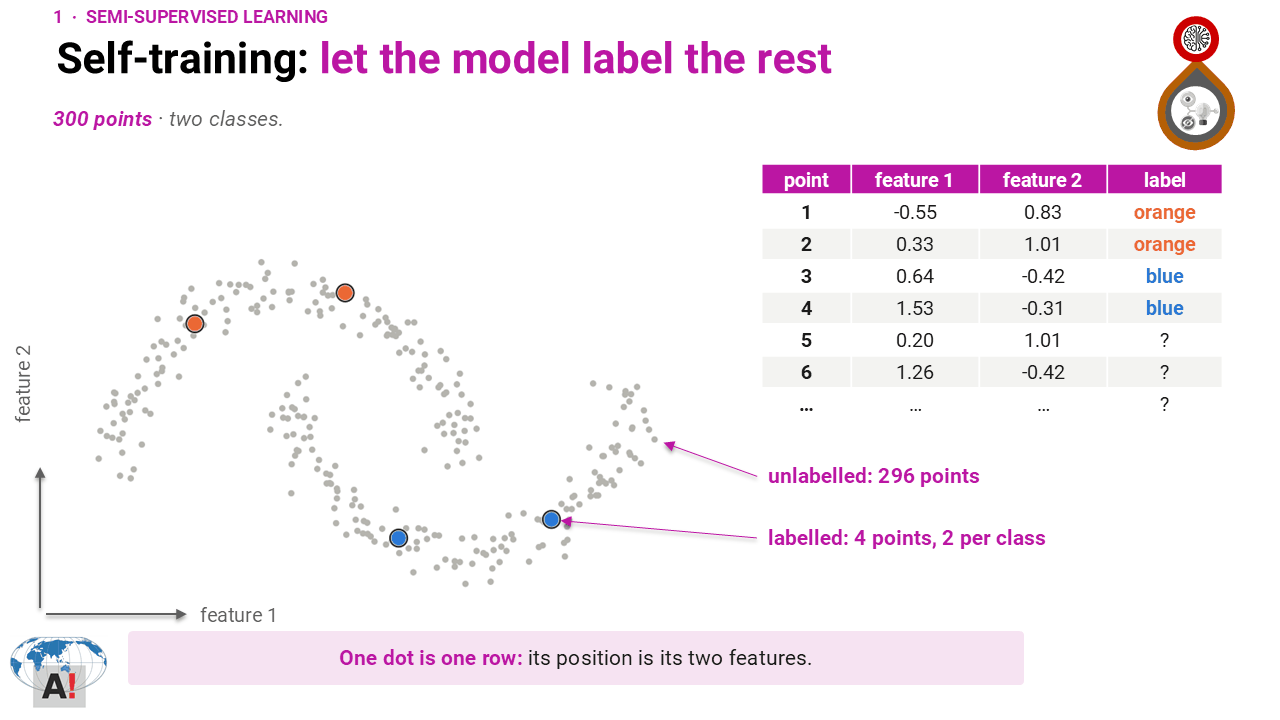 1 · SEMI-SUPERVISED LEARNING
Self-training: let the model label the rest
300 points · two classes.
point feature 1 feature 2 label
1 -0.55 0.83 orange
2 0.33 1.01 orange
3 0.64 -0.42 blue
4 1.53 -0.31 blue
5 0.20 1.01 ?
6 1.26 -0.42 ?
... ... ... ?
feature 2
unlabelled: 296 points
labelled: 4 points, 2 per class
feature 1
One dot is one row: its position is its two features.
A!